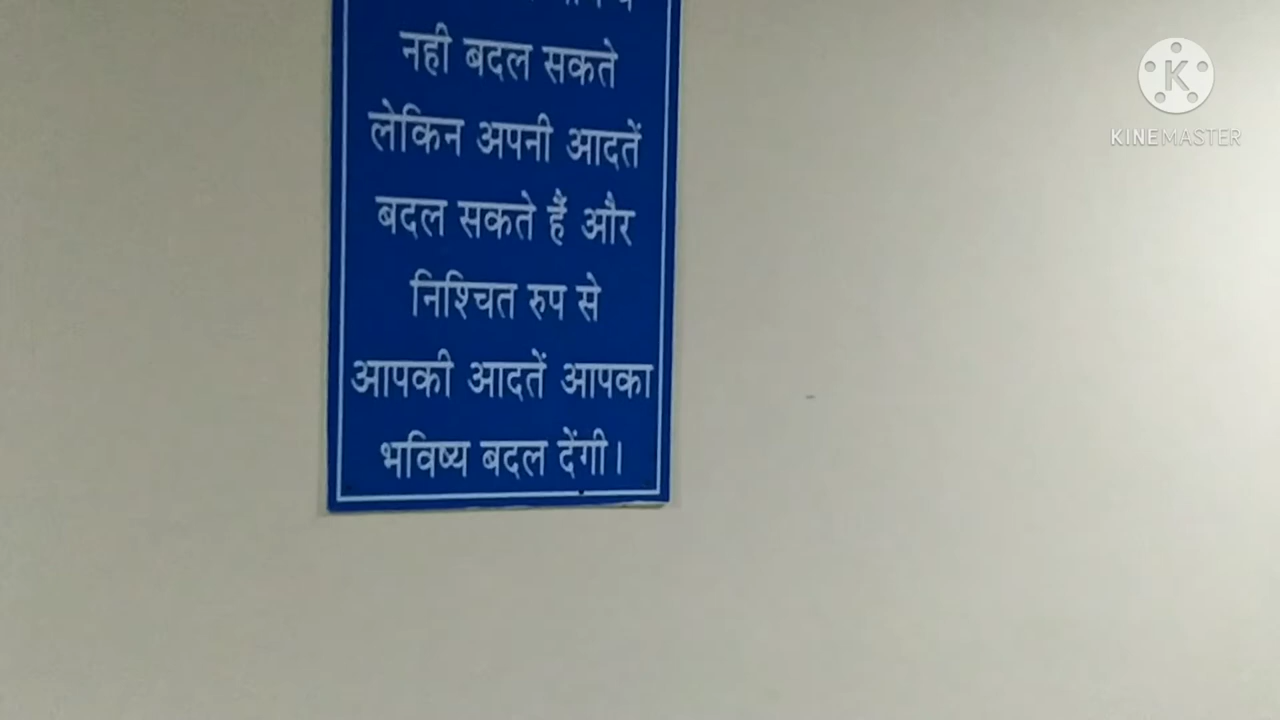 नही बदल सकते
लेकिन अपनी आदतें
बदल सकते हैं और
निश्चित रुप से
आपकी आदतें आपका
भविष्य बदल देंगी।
K
KINEMASTER